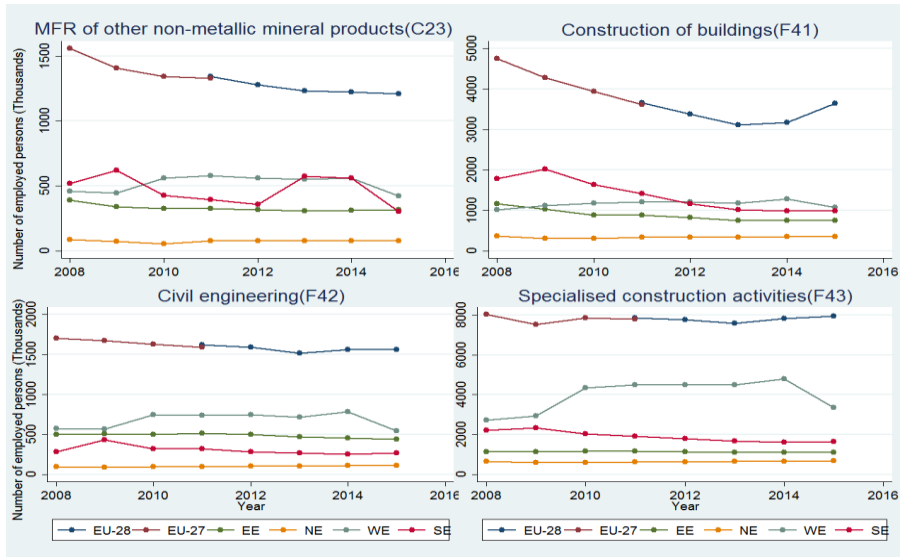 MFR of other non-metallic mineral products(C23)
Number of employed persons (Thousands)
1500
1000
500
0
2008 2010 2012 2014 2016
Construction of buildings(F41)
5000
4000
3000
2000
1000
0
2008 2010 2012 2014 2016
Civil engineering(F42)
Number of employed persons (Thousands)
2000
1500
1000
500
0
2008 2010 2012 2014 2016
Year
EU-28 EU-27 EE NE WE SE
Specialised construction activities(F43)
8000
6000
4000
2000
0
2008 2010 2012 2014 2016
Year
EU-28 EU-27 EE NE WE SE